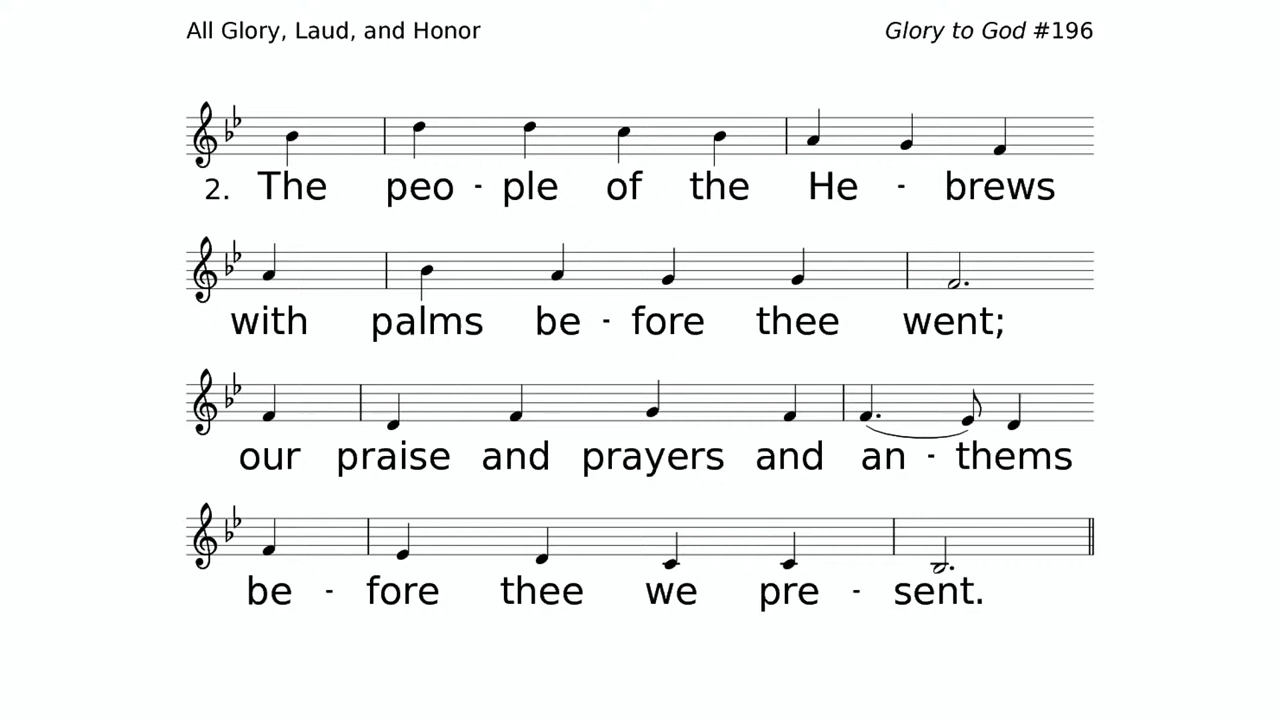 All Glory, Laud, and Honor Glory to God #196
2. The peo - ple of the He - brews
with palms be - fore thee went;
our praise and prayers and an - thems
be - fore thee we pre - sent.